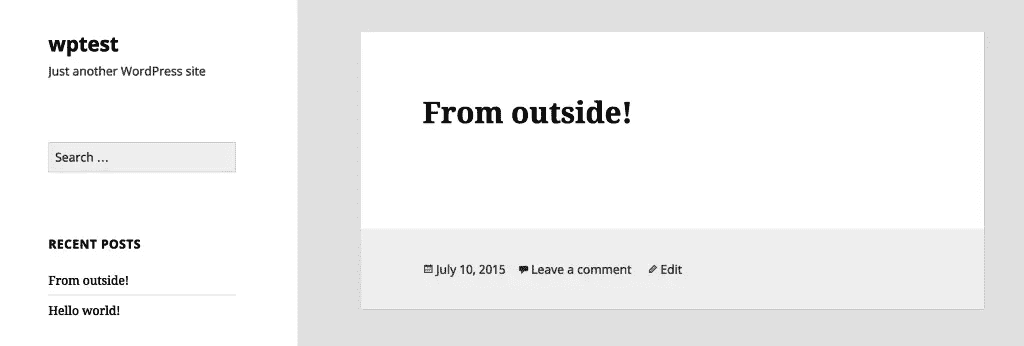 wptest
Just another WordPress site
Search …
RECENT POSTS
From outside!
Hello world!
From outside!
July 10, 2015 Leave a comment Edit